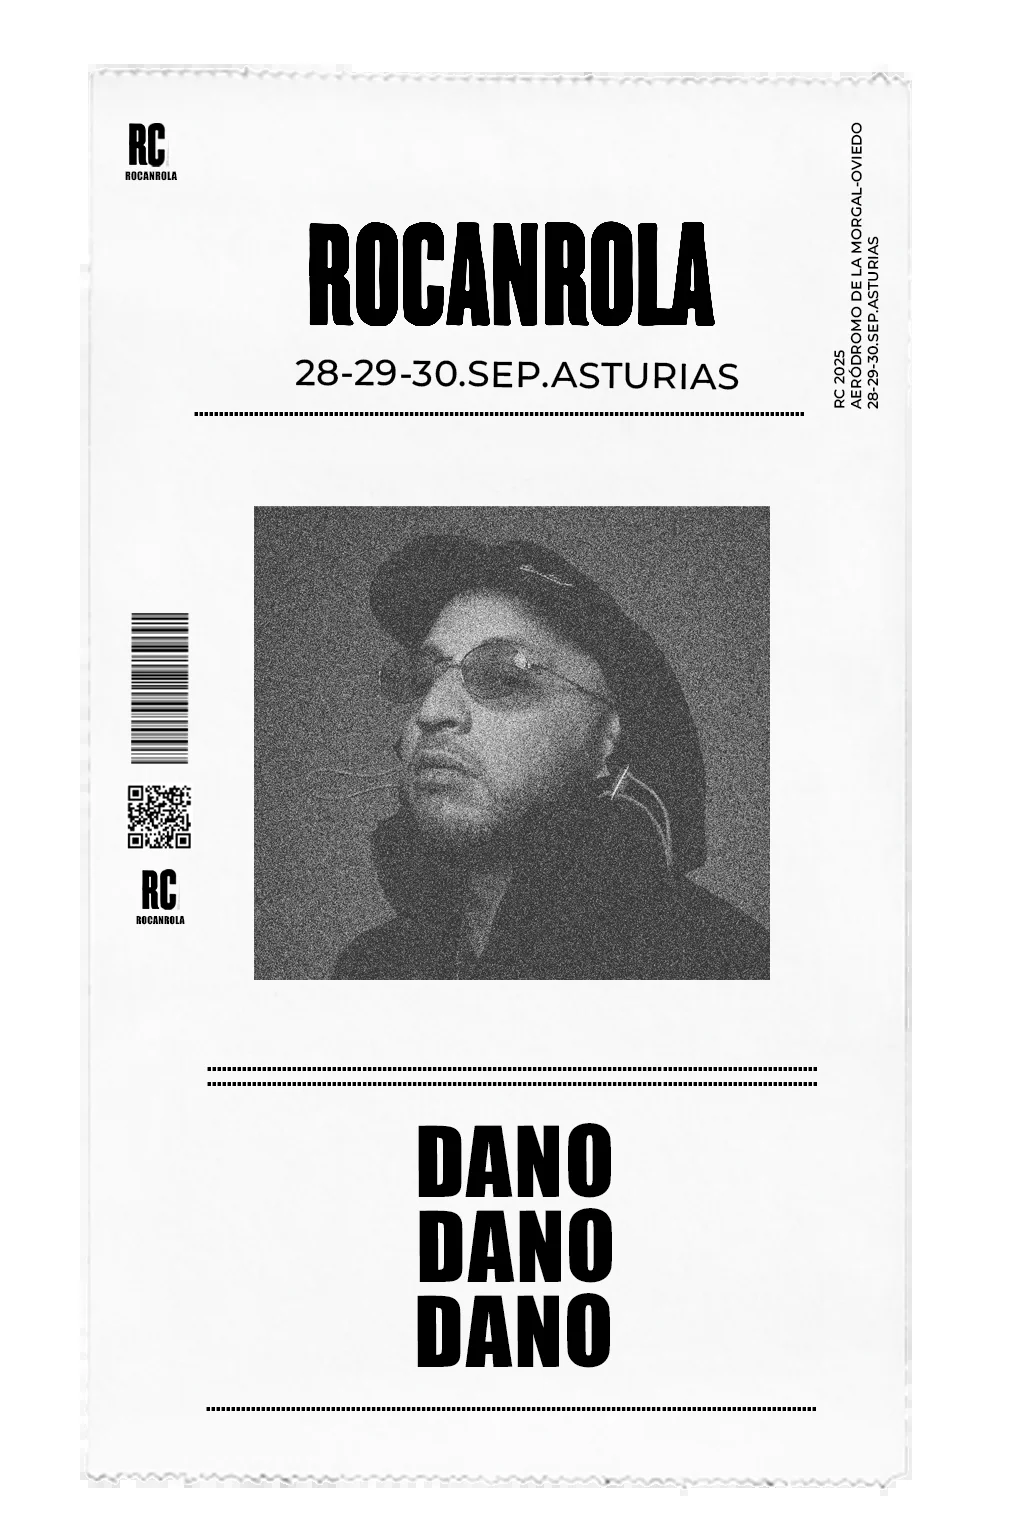 RC
ROCANROLA
ROCANROLA
28-29-30.SEP.ASTURIAS
RC 2025
AERÓDROMO DE LA MORGAL-OVIEDO
28-29-30.SEP.ASTURIAS
RC
ROCANROLA
DANO
DANO
DANO